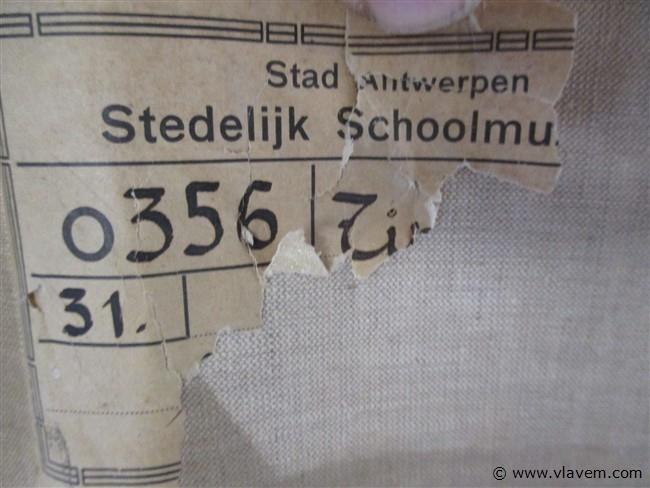 Stad Antwerpen
Stedelijk Schoolmu
0356
31.
© www.vlavem.com